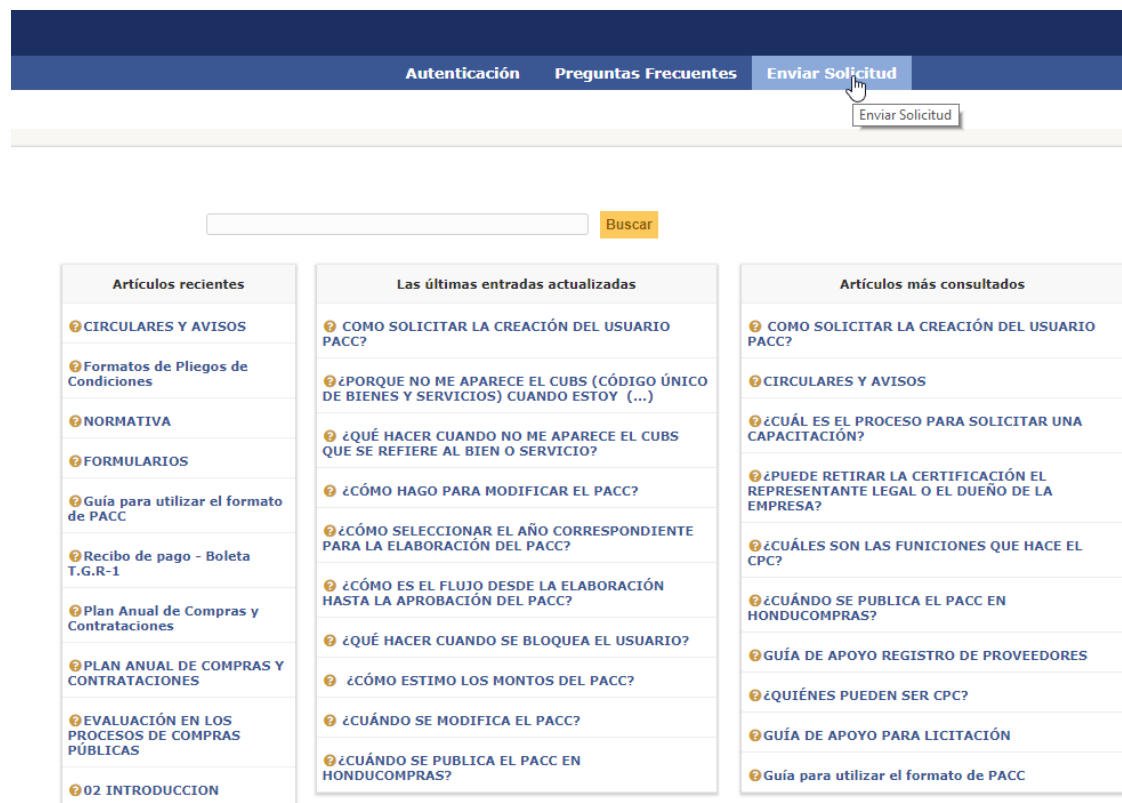 Autenticación
Preguntas Frecuentes
Enviar Solicitud
Enviar Solicitud
Buscar
Artículos recientes
CIRCULARES Y AVISOS
Formatos de Pliegos de
Condiciones
NORMATIVA
FORMULARIOS
Guía para utilizar el formato
de PACC
Recibo de pago - Boleta
T.G.R-1
Plan Anual de Compras y
Contrataciones
PLAN ANUAL DE COMPRAS Y
CONTRATACIONES
EVALUACIÓN EN LOS
PROCESOS DE COMPRAS
PÚBLICAS
02 INTRODUCCION
Las últimas entradas actualizadas
COMO SOLICITAR LA CREACIÓN DEL USUARIO
PACC?
¿PORQUE NO ME APARECE EL CUBS (CÓDIGO ÚNICO
DE BIENES Y SERVICIOS) CUANDO ESTOY (...)
¿QUÉ HACER CUANDO NO ME APARECE EL CUBS
QUE SE REFIERE AL BIEN O SERVICIO?
¿CÓMO HAGO PARA MODIFICAR EL PACC?
¿CÓMO SELECCIONAR EL AÑO CORRESPONDIENTE
PARA LA ELABORACIÓN DEL PACC?
¿CÓMO ES EL FLUJO DESDE LA ELABORACIÓN
HASTA LA APROBACIÓN DEL PACC?
¿QUÉ HACER CUANDO SE BLOQUEA EL USUARIO?
¿CÓMO ESTIMO LOS MONTOS DEL PACC?
¿CUÁNDO SE MODIFICA EL PACC?
¿CUÁNDO SE PUBLICA EL PACC EN
HONDUCOMPRAS?
Artículos más consultados
COMO SOLICITAR LA CREACIÓN DEL USUARIO
PACC?
CIRCULARES Y AVISOS
¿CUÁL ES EL PROCESO PARA SOLICITAR UNA
CAPACITACIÓN?
¿PUEDE RETIRAR LA CERTIFICACIÓN EL
REPRESENTANTE LEGAL O EL DUEÑO DE LA
EMPRESA?
¿CUÁLES SON LAS FUNICIONES QUE HACE EL
CPC?
¿CUÁNDO SE PUBLICA EL PACC EN
HONDUCOMPRAS?
GUÍA DE APOYO REGISTRO DE PROVEEDORES
¿QUIÉNES PUEDEN SER CPC?
GUÍA DE APOYO PARA LICITACIÓN
Guía para utilizar el formato de PACC